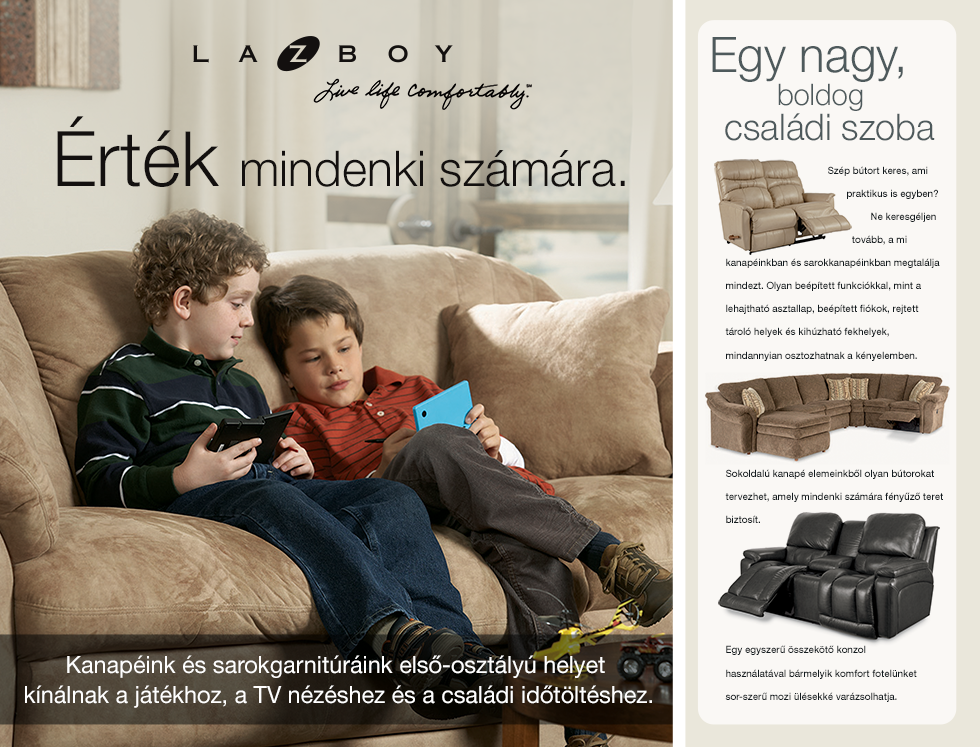 LAZBOY
Live life comfortably.™
Érték mindenki számára.
Kanapéink és sarokgarnitúráink első-osztályú helyet
kínálnak a játékhoz, a TV nézéshez és a családi időtöltéshez.
Egy nagy,
boldog
családi szoba
Szép bútort keres, ami
praktikus is egyben?
Ne keresgéljen
tovább, a mi
kanapéinkban és sarokkanapéinkban megtalálja
mindezt. Olyan beépített funkciókkal, mint a
lehajtható asztallap, beépített fiókok, rejtett
tároló helyek és kihúzható fekhelyek,
mindannyian osztozhatnak a kényelemben.
Sokoldalú kanapé elemeinkből olyan bútorokat
tervezhet, amely mindenki számára fényűző teret
biztosít.
Egy egyszerű összekötő konzol
használatával bármelyik komfort fotelünket
sor-szerű mozi ülésekké varázsolhatja.